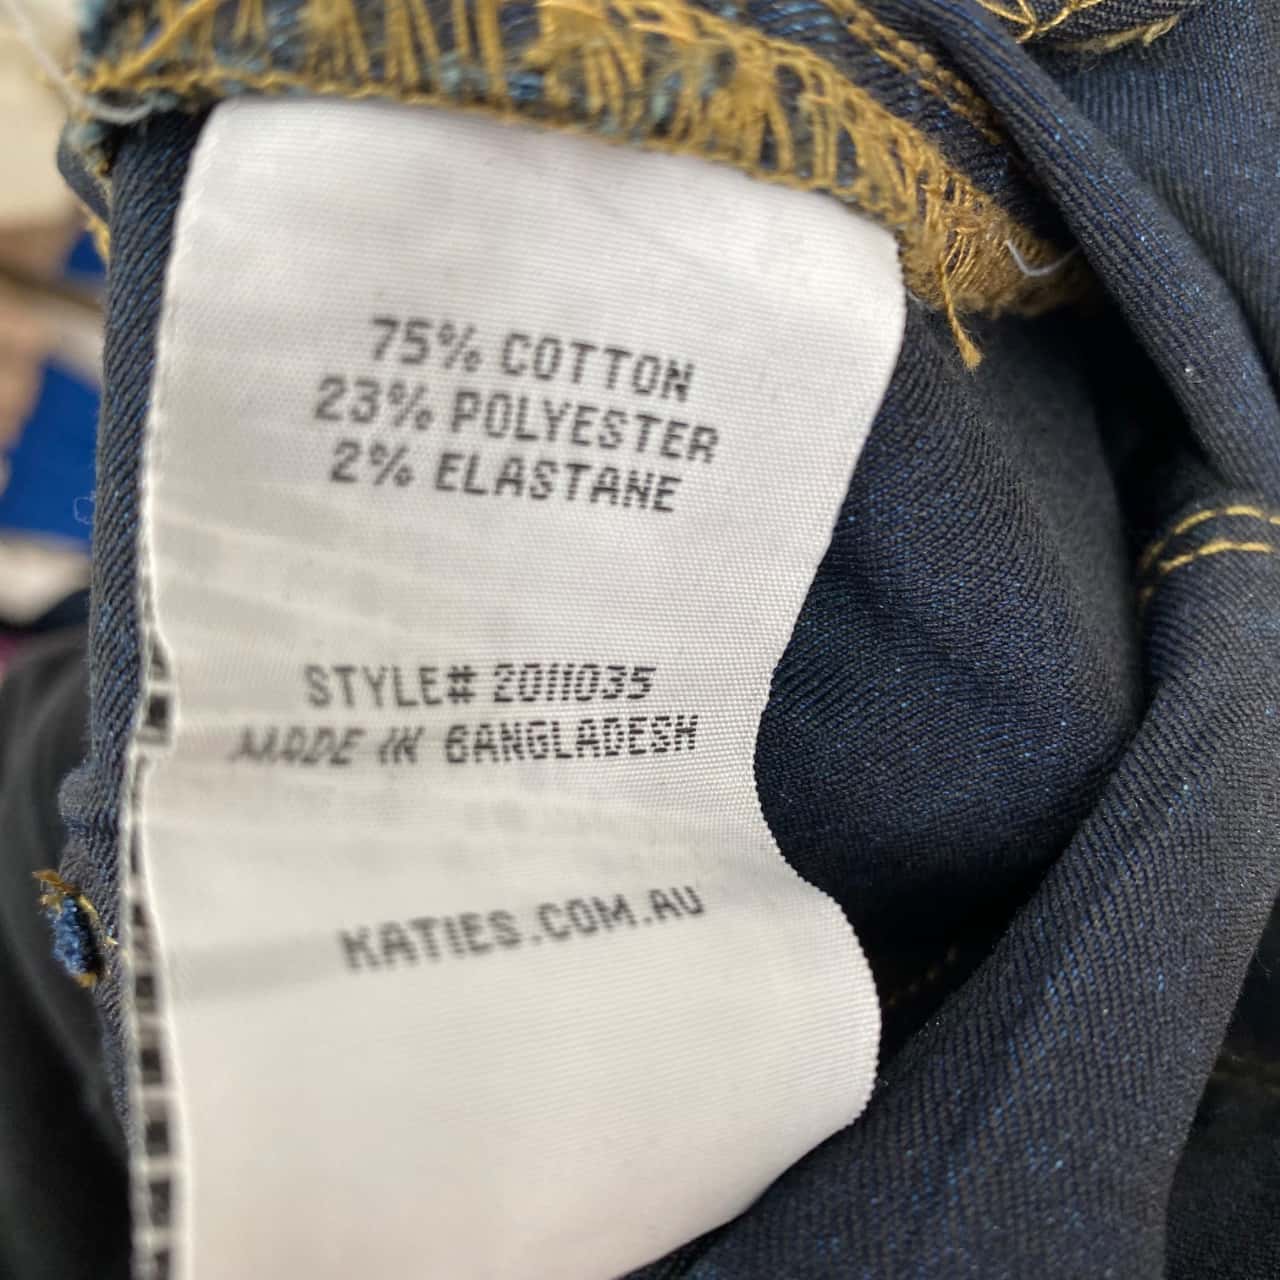 75% COTTON
23% POLYESTER
2% ELASTANE
STYLE# 2011035
MADE IN BANGLADESH
KATIES.COM.AU